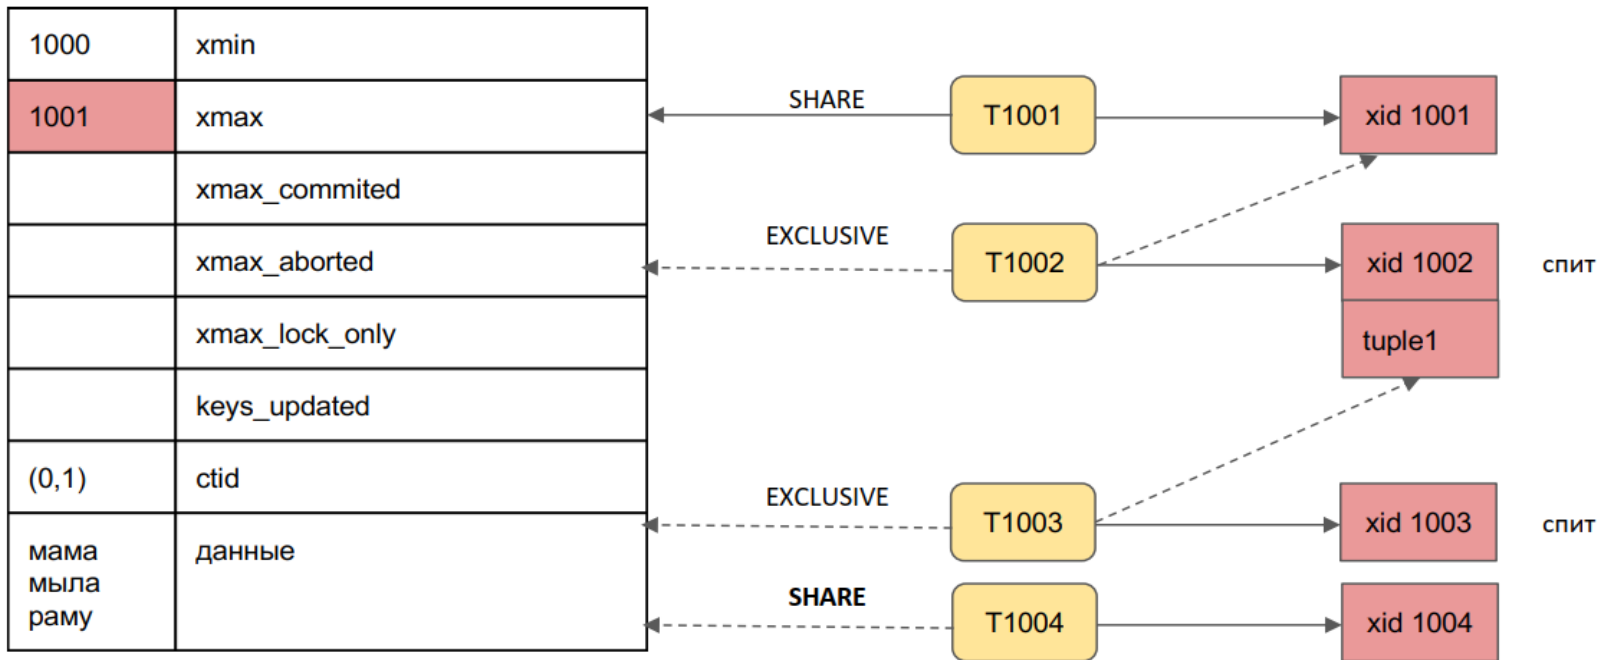 1000 xmin
1001 xmax
xmax_commited
xmax_aborted
xmax_lock_only
keys_updated
(0,1) ctid
мама данные
мыла
раму
SHARE T1001 xid 1001
EXCLUSIVE T1002 xid 1002 спит
tuple1
EXCLUSIVE T1003 xid 1003 спит
SHARE T1004 xid 1004